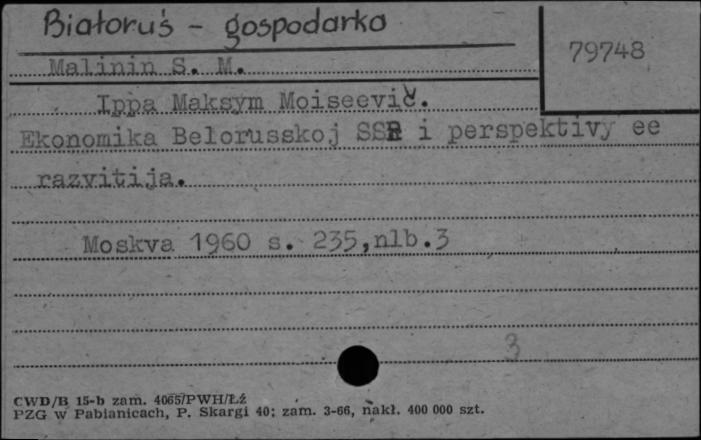 Białoruś - gospodarka
79748
Malinin S. M.
Ippa Maksym Moiseevič.
Ekonomika Belorusskoj SSR i perspektivy ee
razvitija.
Moskva 1960 s. 235,nlb.3
3
CWD/B 15-b zam. 4065/PWH/Łź
PZG w Pabianicach, P. Skargi 40; zam. 3-66, nakł. 400 000 szt.